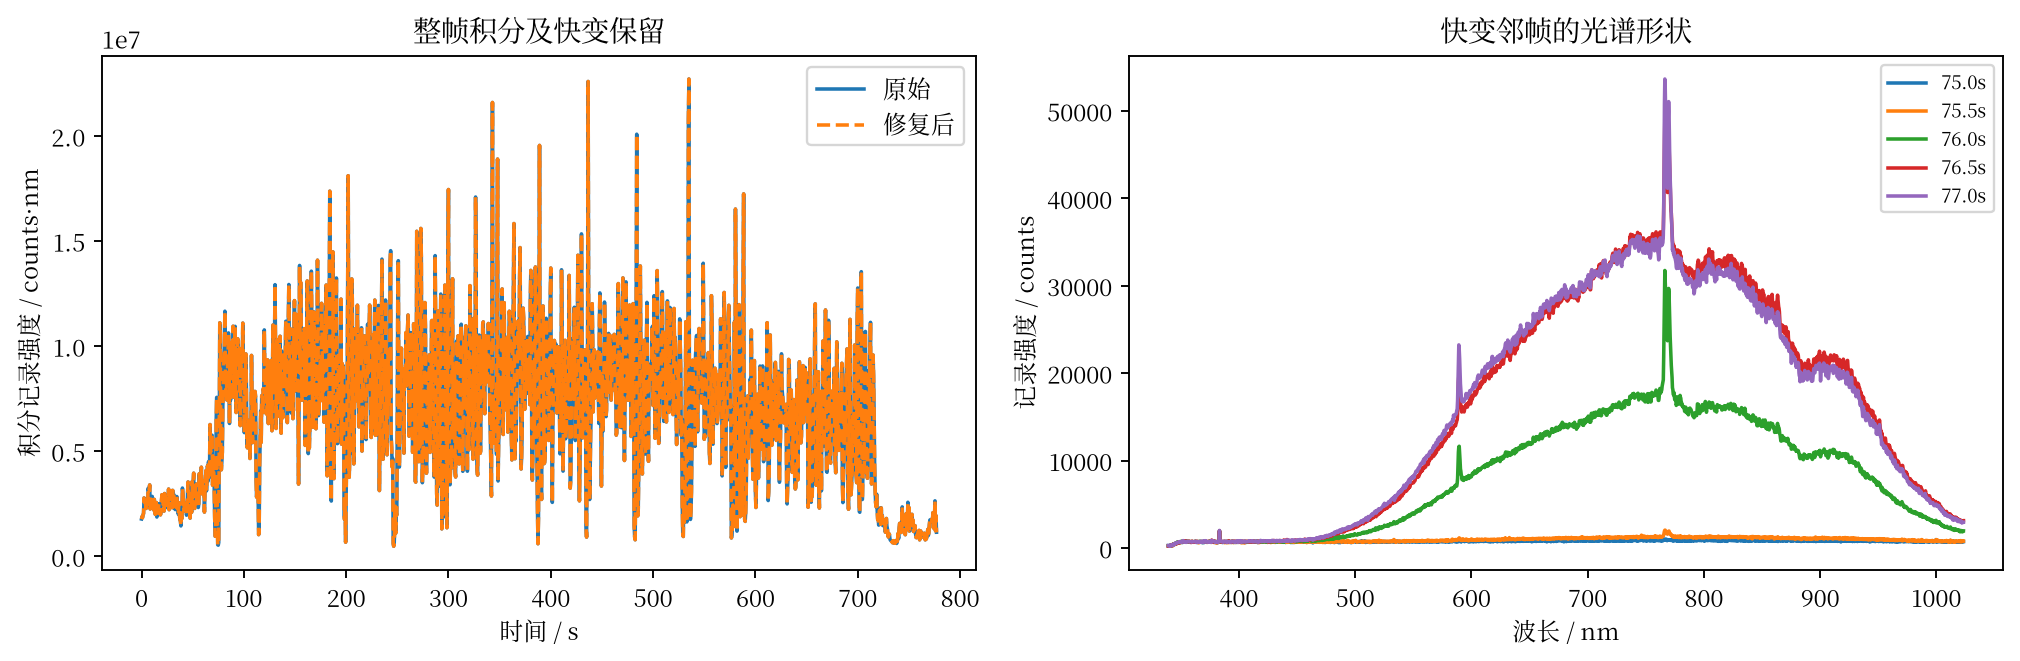 整帧积分及快变保留
1e7
原始
修复后
2.0
1.5
1.0
0.5
0.0
积分记录强度 / counts·nm
0 100 200 300 400 500 600 700 800
时间 / s
快变邻帧的光谱形状
75.0s
75.5s
76.0s
76.5s
77.0s
50000
40000
30000
20000
10000
0
记录强度 / counts
400 500 600 700 800 900 1000
波长 / nm